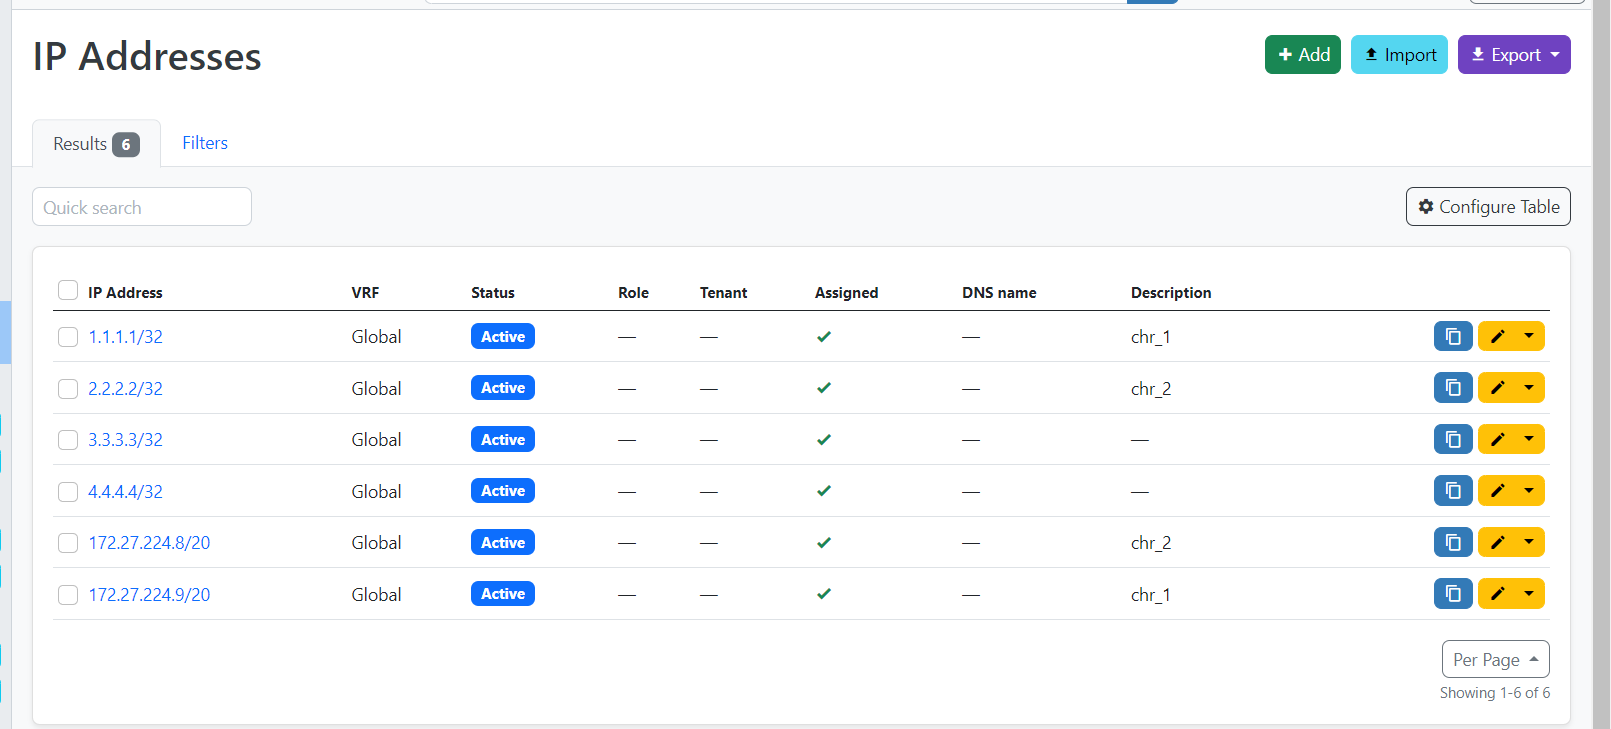 IP Addresses
Add Import Export
Results 6 Filters
Quick search
Configure Table
IP Address VRF Status Role Tenant Assigned DNS name Description
1.1.1.1/32 Global Active — — — chr_1
2.2.2.2/32 Global Active — — — chr_2
3.3.3.3/32 Global Active — — — —
4.4.4.4/32 Global Active — — — —
172.27.224.8/20 Global Active — — — chr_2
172.27.224.9/20 Global Active — — — chr_1
Per Page
Showing 1-6 of 6